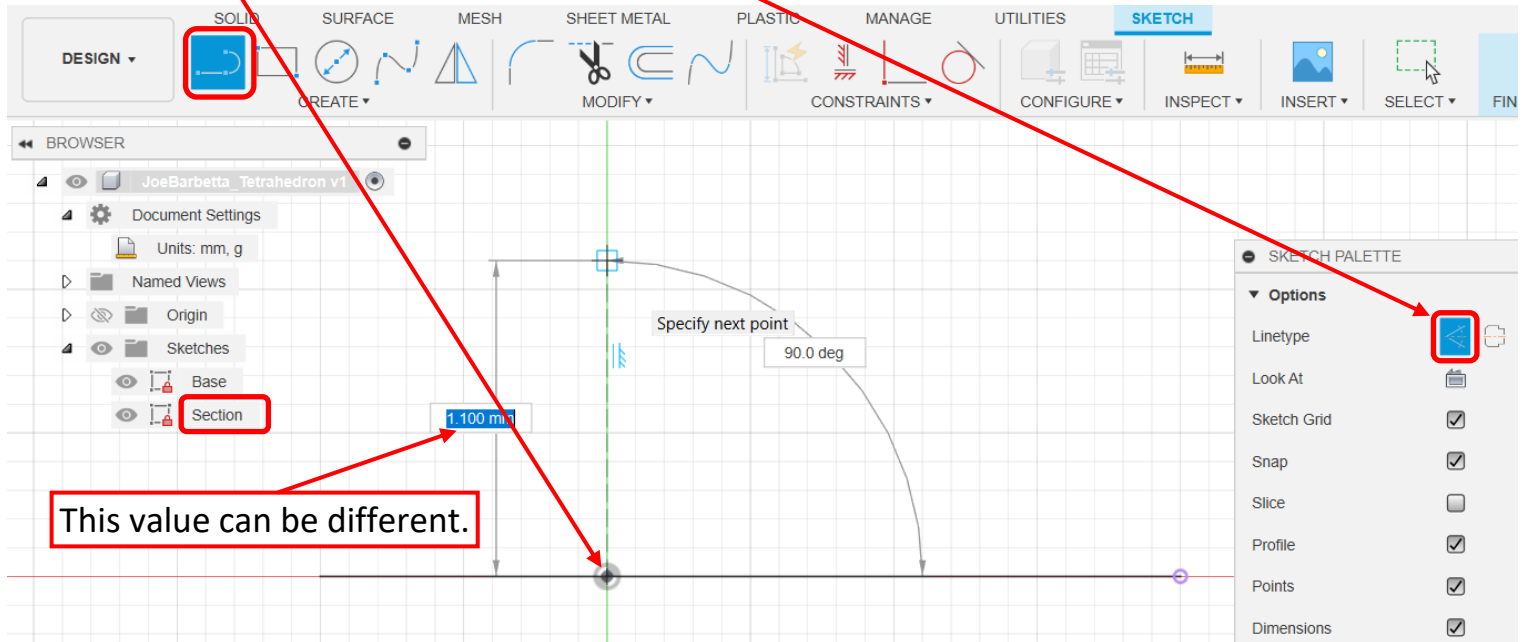 SOLID SURFACE MESH SHEET METAL PLASTIC MANAGE UTILITIES SKETCH
DESIGN ▾
CREATE ▾ MODIFY ▾ CONSTRAINTS ▾ CONFIGURE ▾ INSPECT ▾ INSERT ▾ SELECT ▾ FIN
BROWSER
JoeBarbetta_Tetrahedron v1
Document Settings
Units: mm, g
Named Views
Origin
Sketches
Base
Section
Specify next point
90.0 deg
1.100 mm
This value can be different.
SKETCH PALETTE
▼ Options
Linetype
Look At
Sketch Grid
Snap
Slice
Profile
Points
Dimensions